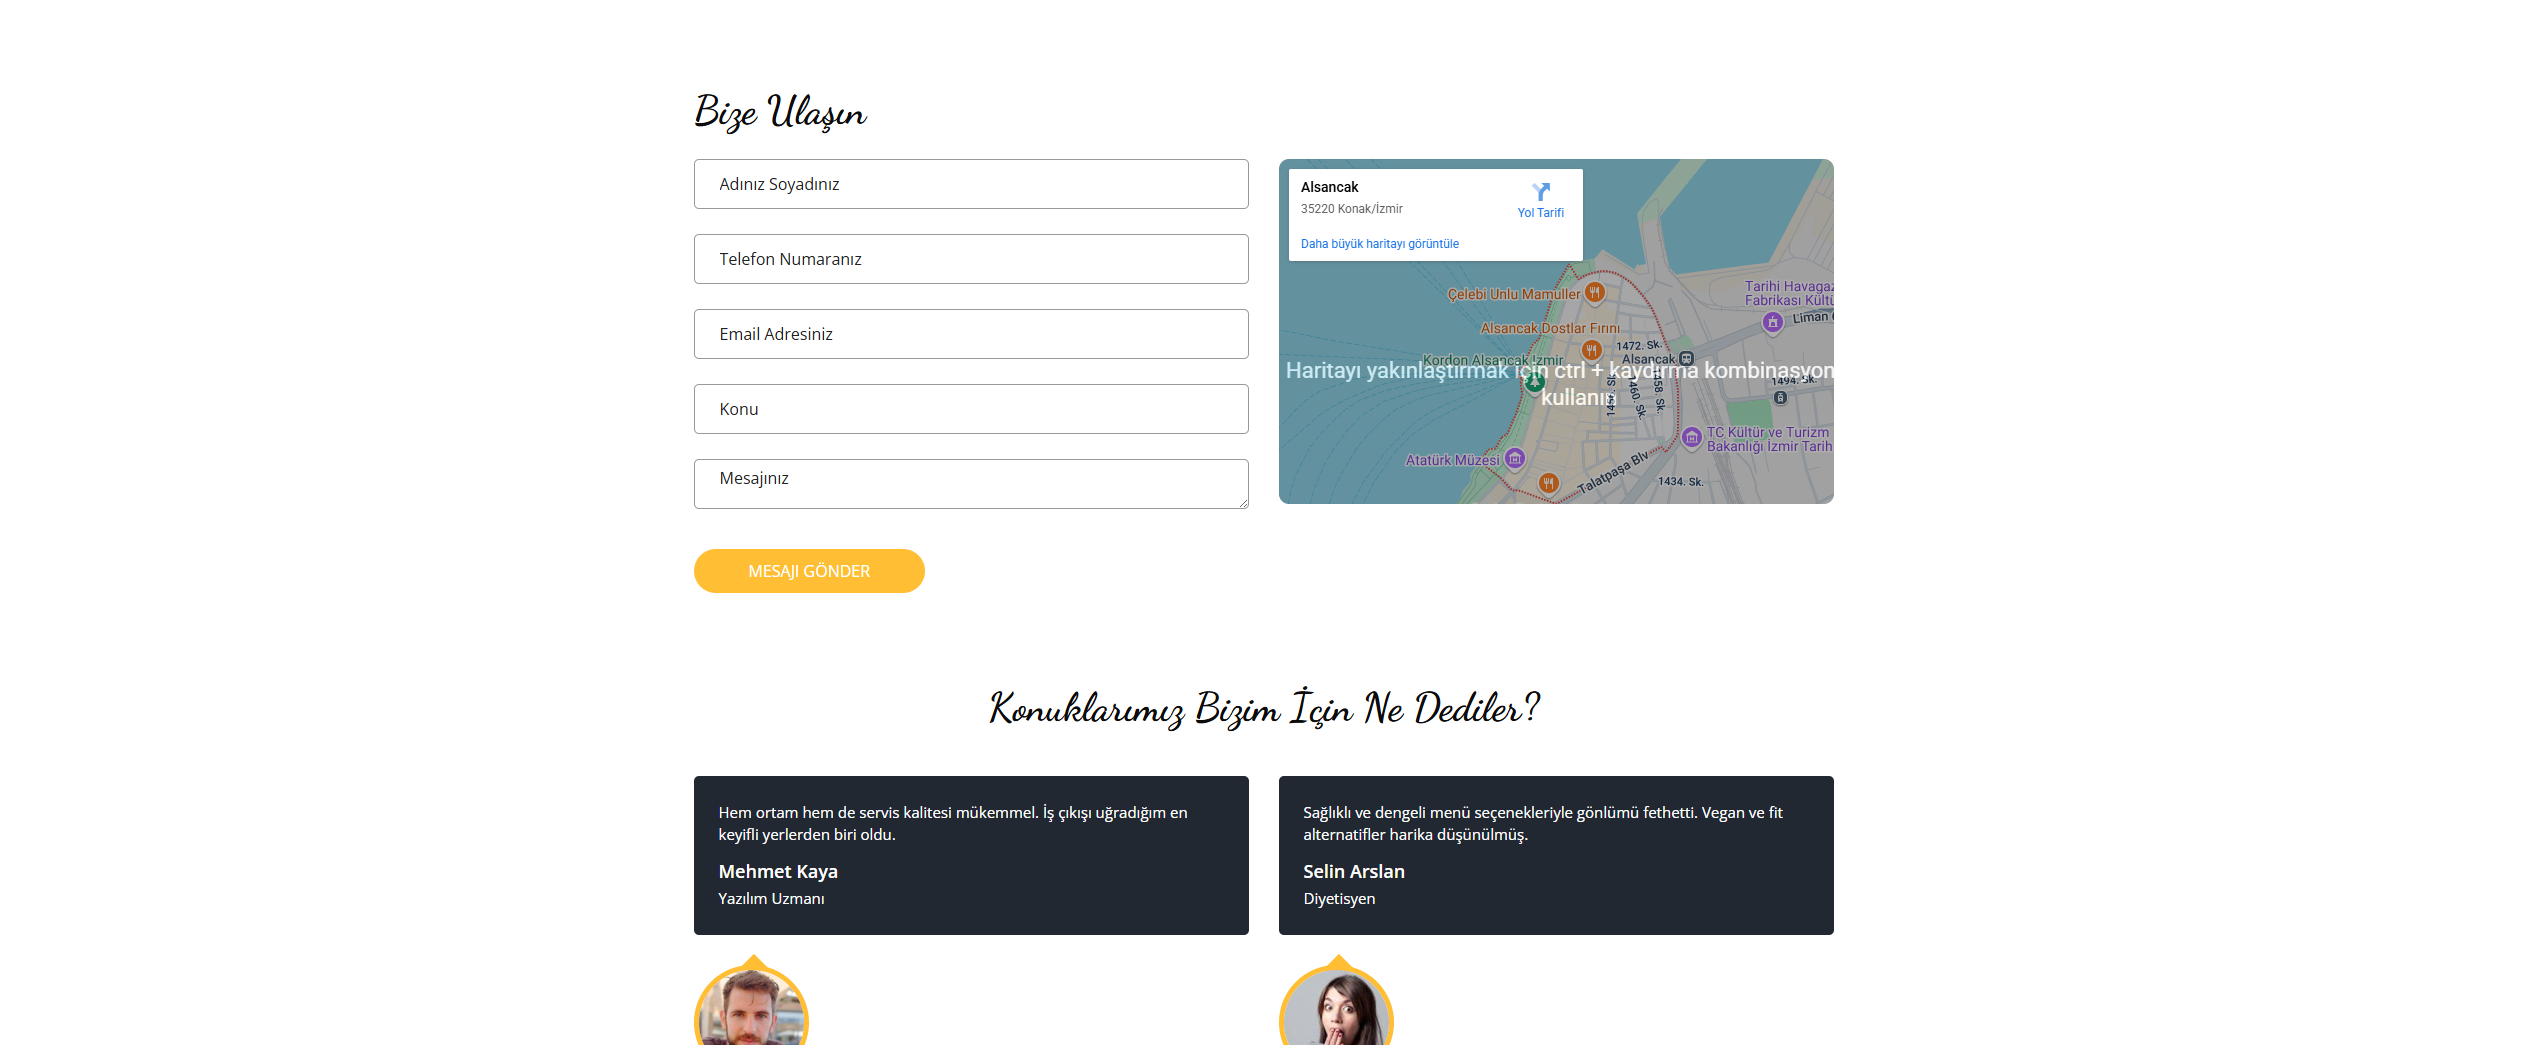 Bize Ulaşın
Adınız Soyadınız
Telefon Numaranız
Email Adresiniz
Konu
Mesajınız
MESAJI GÖNDER
Alsancak
35220 Konak/İzmir
Yol Tarifi
Daha büyük haritayı görüntüle
Çelebi Unlu Mamuller
Tarihi Havagaz
Fabrikası Kültü
Liman
Alsancak Dostlar Fırını
1472. Sk.
Kordon Alsancak İzmir
Alsancak
Haritayı yakınlaştırmak için ctrl + kaydırma kombinasyon
kullanın
1494. Sk.
1460. Sk.
1458. Sk.
TC Kültür ve Turizm
Bakanlığı İzmir Tarih
Atatürk Müzesi
Talatpaşa Blv
1434. Sk.
Konuklarımız Bizim İçin Ne Dediler?
Hem ortam hem de servis kalitesi mükemmel. İş çıkışı uğradığım en
keyifli yerlerden biri oldu.
Mehmet Kaya
Yazılım Uzmanı
Sağlıklı ve dengeli menü seçenekleriyle gönlümü fethetti. Vegan ve fit
alternatifler harika düşünülmüş.
Selin Arslan
Diyetisyen